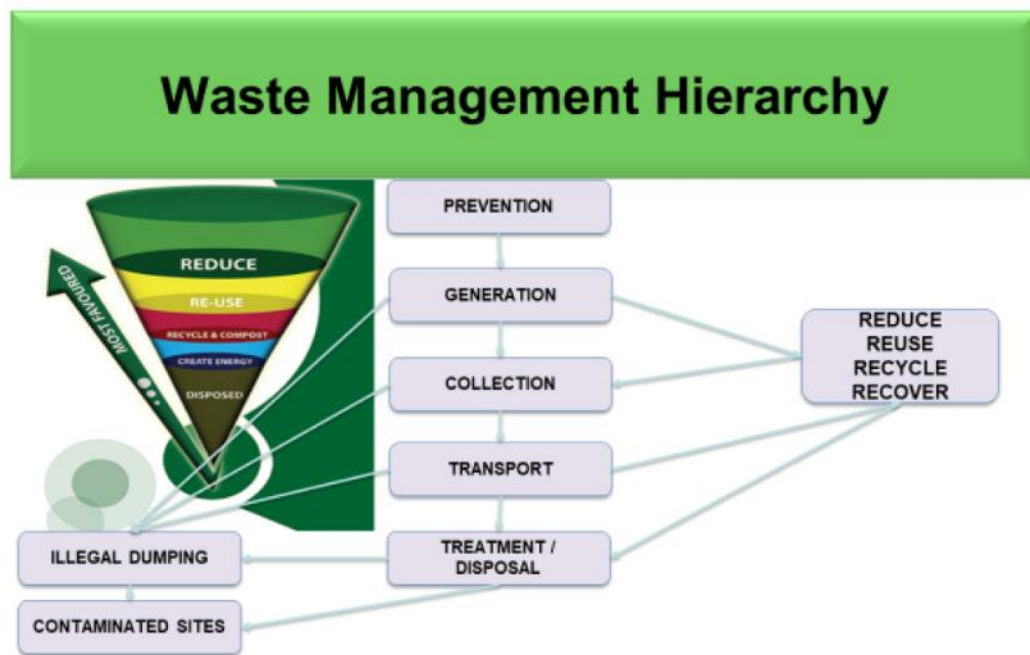 Waste Management Hierarchy
REDUCE
RE-USE
RECYCLE & COMPOST
CREATE ENERGY
DISPOSED
MOST FAVOURED
PREVENTION
GENERATION
COLLECTION
TRANSPORT
TREATMENT /
DISPOSAL
REDUCE
REUSE
RECYCLE
RECOVER
ILLEGAL DUMPING
CONTAMINATED SITES